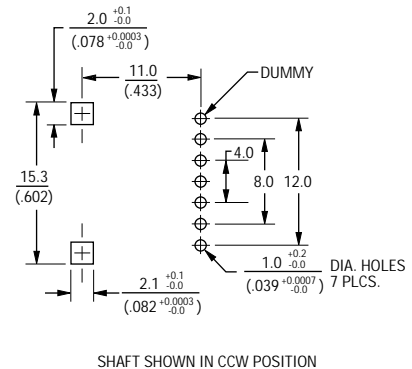 2.0 +0.1 -0.0
(.078 +0.0003 -0.0)
11.0
(.433)
DUMMY
15.3
(.602)
4.0
8.0
12.0
2.1 +0.1 -0.0
(.082 +0.0003 -0.0)
1.0 +0.2 -0.0
(.039 +0.0007 -0.0)
DIA. HOLES
7 PLCS.
SHAFT SHOWN IN CCW POSITION